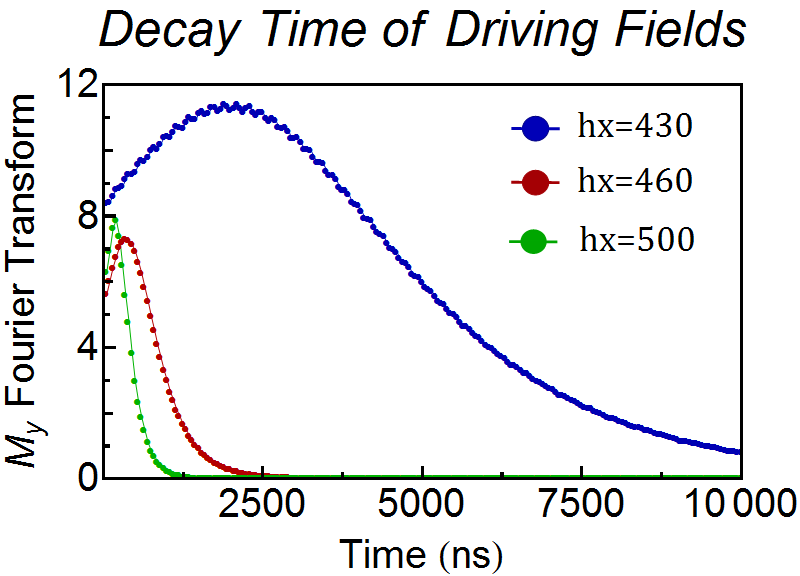 Decay Time of Driving Fields
12
8
4
0
My Fourier Transform
hx=430
hx=460
hx=500
2500 5000 7500 10 000
Time (ns)